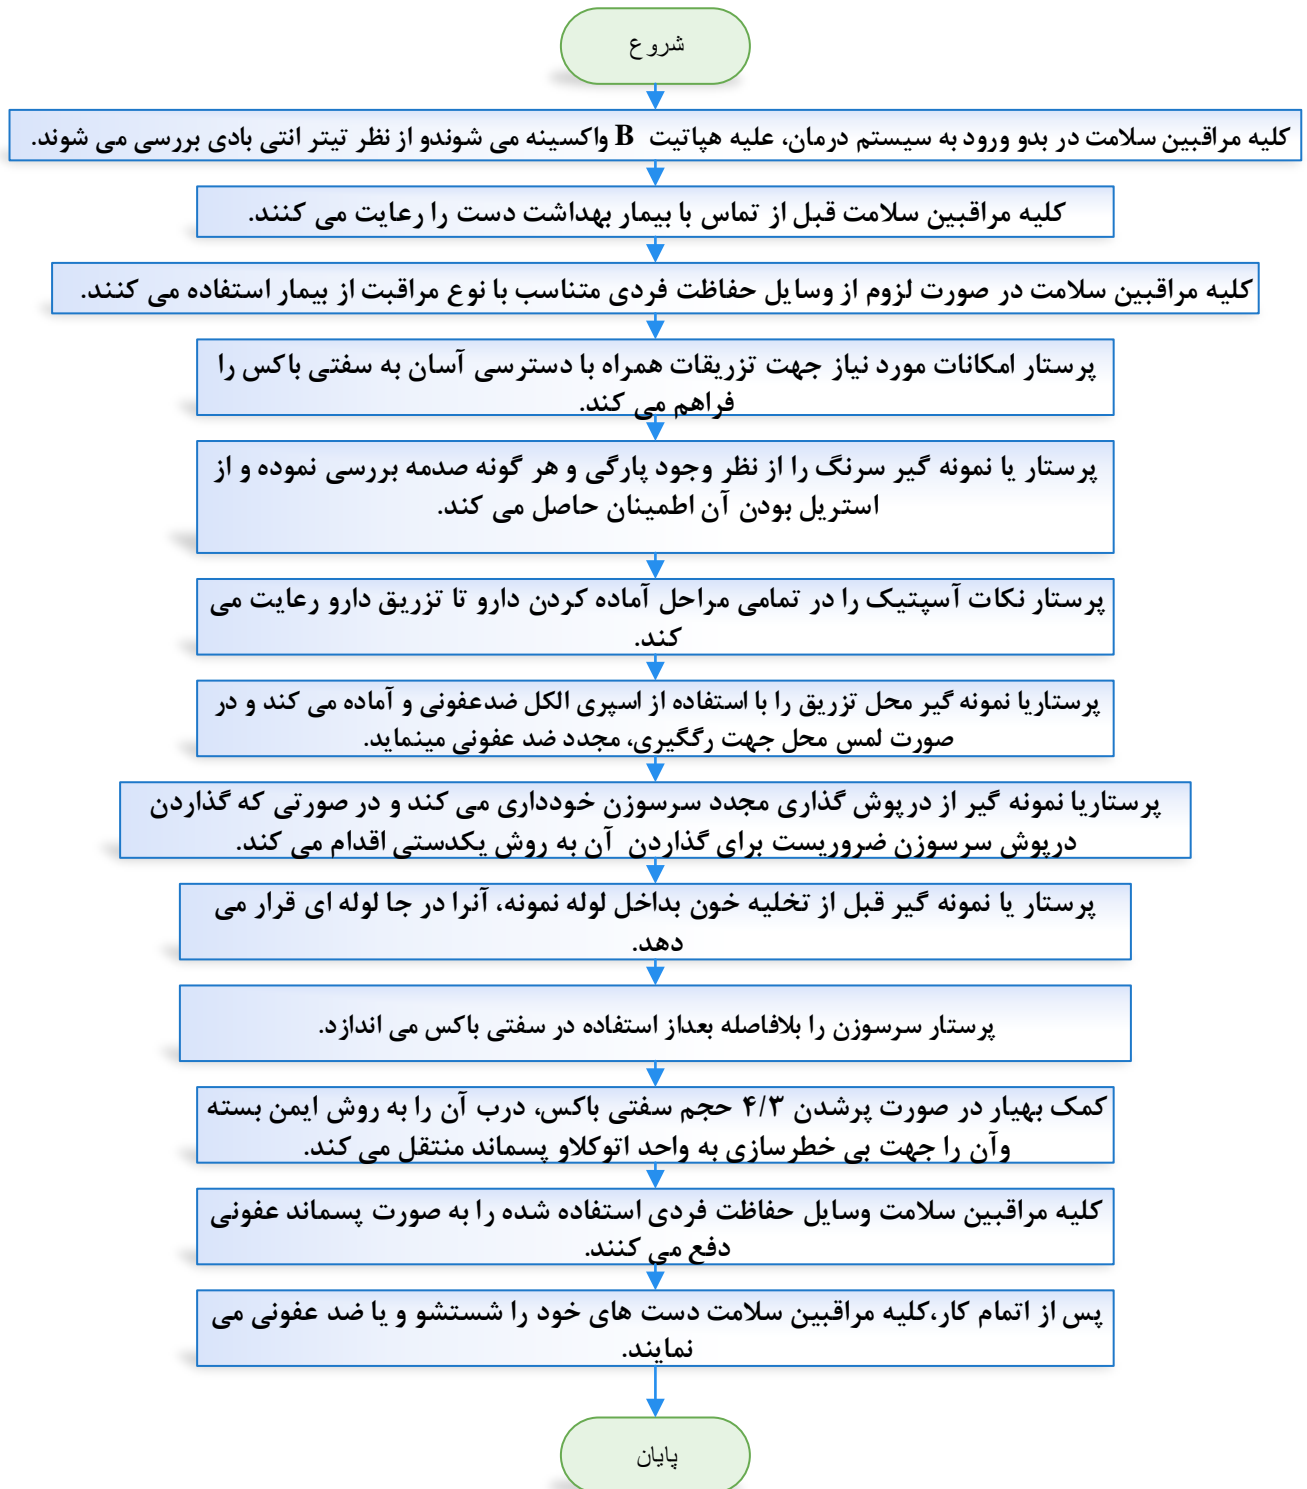 شروع
کلیه مراقبین سلامت در بدو ورود به سیستم درمان، علیه هپاتیت B واکسینه می شوندو از نظر تیتر انتی بادی بررسی می شوند.
کلیه مراقبین سلامت قبل از تماس با بیمار بهداشت دست را رعایت می کنند.
کلیه مراقبین سلامت در صورت لزوم از وسایل حفاظت فردی متناسب با نوع مراقبت از بیمار استفاده می کنند.
پرستار امکانات مورد نیاز جهت تزریقات همراه با دسترسی آسان به سفتی باکس را
فراهم می کند.
پرستار یا نمونه گیر سرنگ را از نظر وجود پارگی و هر گونه صدمه بررسی نموده و از
استریل بودن آن اطمینان حاصل می کند.
پرستار نکات آسپتیک را در تمامی مراحل آماده کردن دارو تا تزریق دارو رعایت می
کند.
پرستاریا نمونه گیر محل تزریق را با استفاده از اسپری الکل ضدعفونی و آماده می کند و در
صورت لمس محل جهت رگگیری، مجدد ضد عفونی مینماید.
پرستاریا نمونه گیر از درپوش گذاری مجدد سرسوزن خودداری می کند و در صورتی که گذاردن
درپوش سرسوزن ضروریست برای گذاردن آن به روش یکدستی اقدام می کند.
پرستار یا نمونه گیر قبل از تخلیه خون بداخل لوله نمونه، آنرا در جا لوله ای قرار می
دهد.
پرستار سرسوزن را بلافاصله بعداز استفاده در سفتی باکس می اندازد.
کمک بهیار در صورت پرشدن ۴/۳ حجم سفتی باکس، درب آن را به روش ایمن بسته
وآن را جهت بی خطرسازی به واحد اتوکلاو پسماند منتقل می کند.
کلیه مراقبین سلامت وسایل حفاظت فردی استفاده شده را به صورت پسماند عفونی
دفع می کنند.
پس از اتمام کار،کلیه مراقبین سلامت دست های خود را شستشو و یا ضد عفونی می
نمایند.
پایان